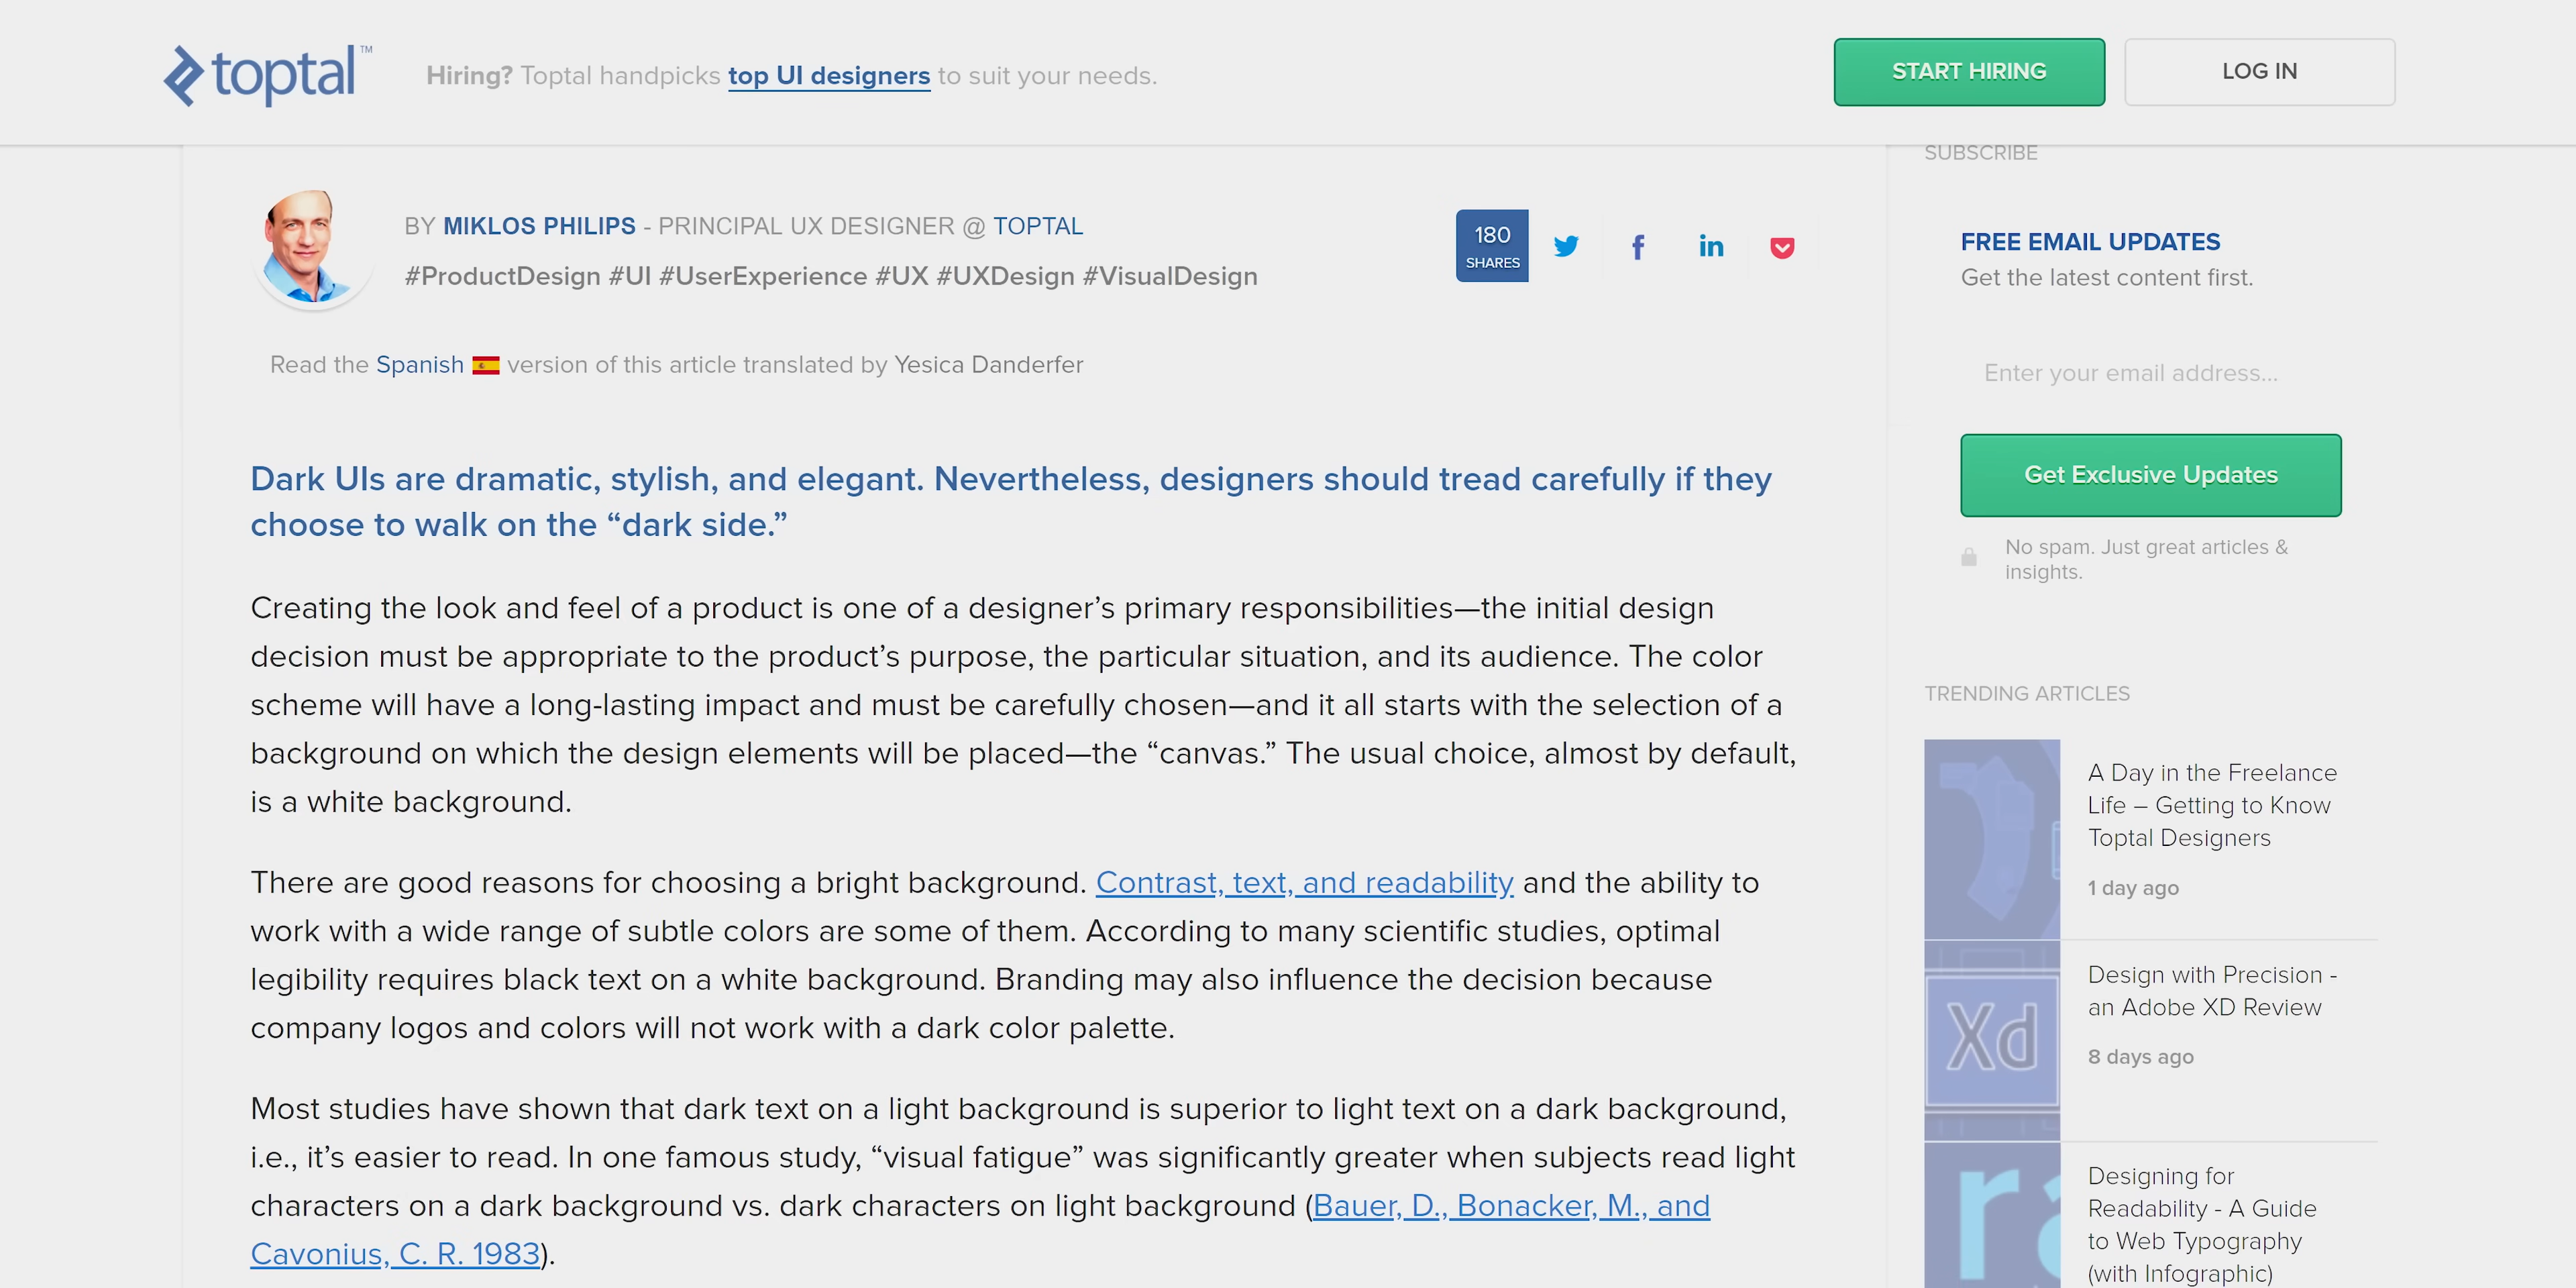 toptal™
Hiring? Toptal handpicks top UI designers to suit your needs.
START HIRING
LOG IN
BY MIKLOS PHILIPS - PRINCIPAL UX DESIGNER @ TOPTAL
#ProductDesign #UI #UserExperience #UX #UXDesign #VisualDesign
180
SHARES
Read the Spanish version of this article translated by Yesica Danderfer
Dark UIs are dramatic, stylish, and elegant. Nevertheless, designers should tread carefully if they
choose to walk on the “dark side.”
Creating the look and feel of a product is one of a designer’s primary responsibilities—the initial design
decision must be appropriate to the product’s purpose, the particular situation, and its audience. The color
scheme will have a long-lasting impact and must be carefully chosen—and it all starts with the selection of a
background on which the design elements will be placed—the “canvas.” The usual choice, almost by default,
is a white background.
There are good reasons for choosing a bright background. Contrast, text, and readability and the ability to
work with a wide range of subtle colors are some of them. According to many scientific studies, optimal
legibility requires black text on a white background. Branding may also influence the decision because
company logos and colors will not work with a dark color palette.
Most studies have shown that dark text on a light background is superior to light text on a dark background,
i.e., it’s easier to read. In one famous study, “visual fatigue” was significantly greater when subjects read light
characters on a dark background vs. dark characters on light background (Bauer, D., Bonacker, M., and
Cavonius, C. R. 1983).
SUBSCRIBE
FREE EMAIL UPDATES
Get the latest content first.
Enter your email address...
Get Exclusive Updates
No spam. Just great articles &
insights.
TRENDING ARTICLES
A Day in the Freelance
Life – Getting to Know
Toptal Designers
1 day ago
Xd
Design with Precision -
an Adobe XD Review
8 days ago
ra
Designing for
Readability - A Guide
to Web Typography
(with Infographic)